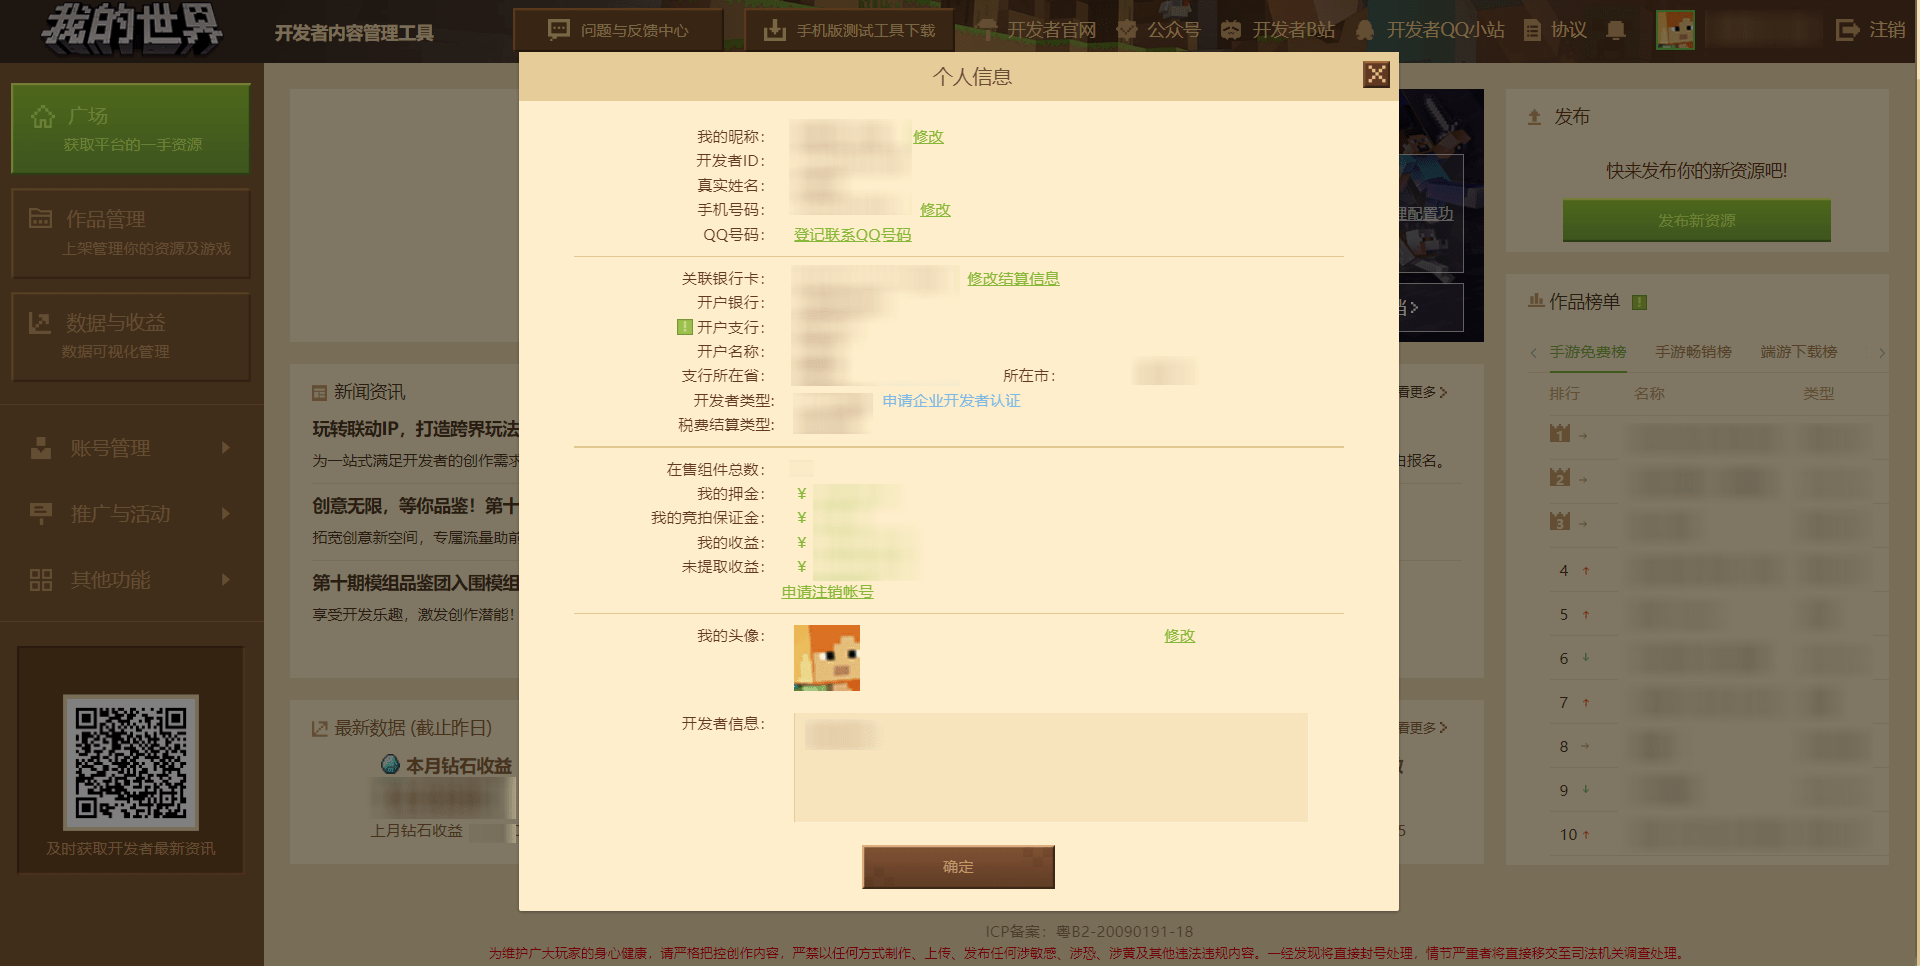 我的世界
开发者内容管理工具
问题与反馈中心
手机版测试工具下载
开发者官网
公众号
开发者B站
开发者QQ小站
协议
注销
广场
获取平台的一手资源
作品管理
上架管理你的资源及游戏
数据与收益
数据可视化管理
账号管理
推广与活动
其他功能
及时获取开发者最新资讯
新闻资讯
看更多
玩转联动IP，打造跨界玩法
为一站式满足开发者的创作需求
由报名。
创意无限，等你品鉴！第十
拓宽创意新空间，专属流量助前
第十期模组品鉴团入围模组
享受开发乐趣，激发创作潜能！
最新数据 (截止昨日)
看更多
本月钻石收益
上月钻石收益
5
理配置功
个人信息
我的昵称：
修改
开发者ID：
真实姓名：
手机号码：
修改
QQ号码：
登记联系QQ号码
关联银行卡：
修改结算信息
开户银行：
! 开户支行：
开户名称：
支行所在省：
所在市：
开发者类型：
申请企业开发者认证
税费结算类型：
在售组件总数：
我的押金：
¥
我的竞拍保证金：
¥
我的收益：
¥
未提取收益：
¥
申请注销帐号
我的头像：
修改
开发者信息：
确定
发布
快来发布你的新资源吧!
发布新资源
作品榜单 !
手游免费榜
手游畅销榜
端游下载榜
排行
名称
类型
1
2
3
4
5
6
7
8
9
10
ICP备案：粤B2-20090191-18
为维护广大玩家的身心健康，请严格把控创作内容，严禁以任何方式制作、上传、发布任何涉敏感、涉恐、涉黄及其他违法违规内容。一经发现将直接封号处理，情节严重者将直接移交至司法机关调查处理。